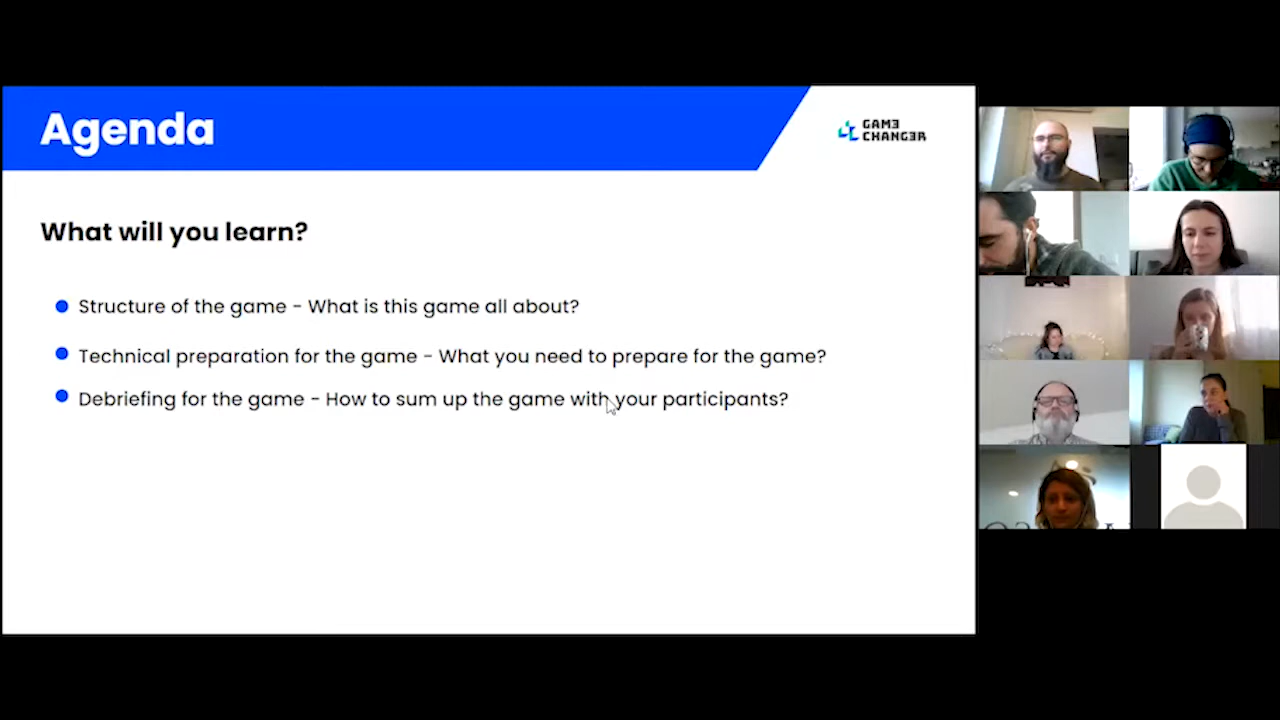 Agenda
GAMƎ
CHANGƎR
What will you learn?
Structure of the game - What is this game all about?
Technical preparation for the game - What you need to prepare for the game?
Debriefing for the game - How to sum up the game with your participants?